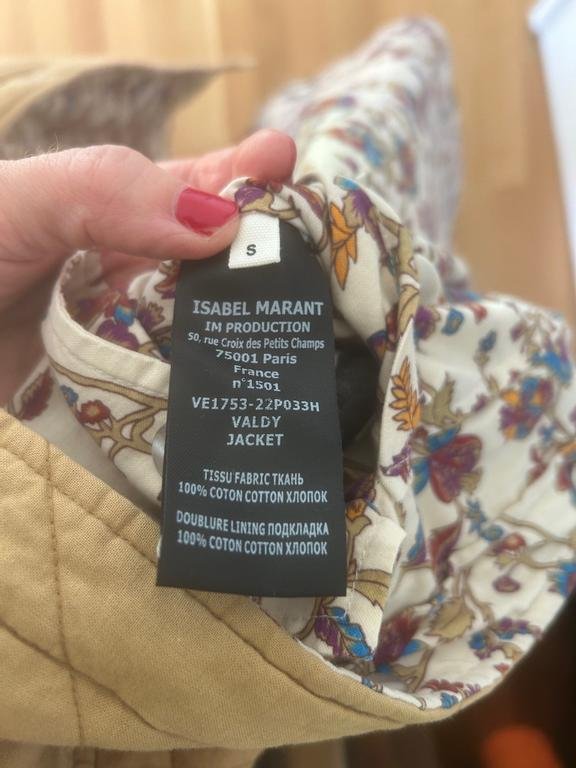 S
ISABEL MARANT
IM PRODUCTION
50, rue Croix des Petits Champs
75001 Paris
France
n°1501
VE1753-22P033H
VALDY
JACKET
TISSU FABRIC ТКАНЬ
100% COTON COTTON ХЛОПОК
DOUBLURE LINING ПОДКЛАДКА
100% COTON COTTON ХЛОПОК